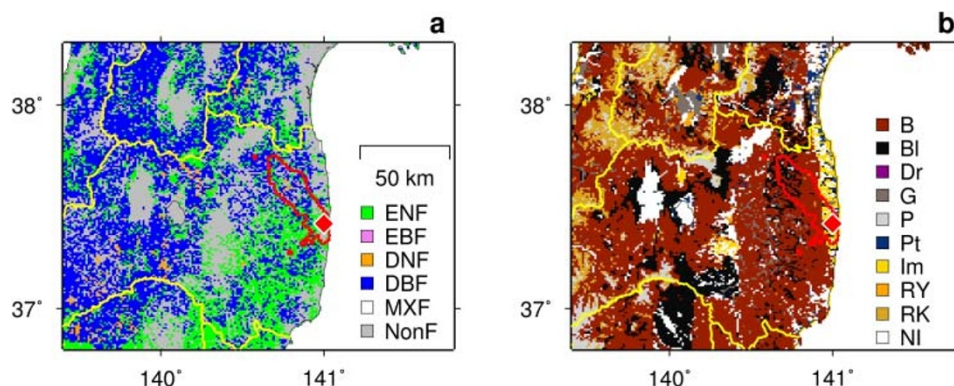 a
38°
37°
140°
141°
50 km
ENF
EBF
DNF
DBF
MXF
NonF
b
38°
37°
140°
141°
B
Bl
Dr
G
P
Pt
Im
RY
RK
NI